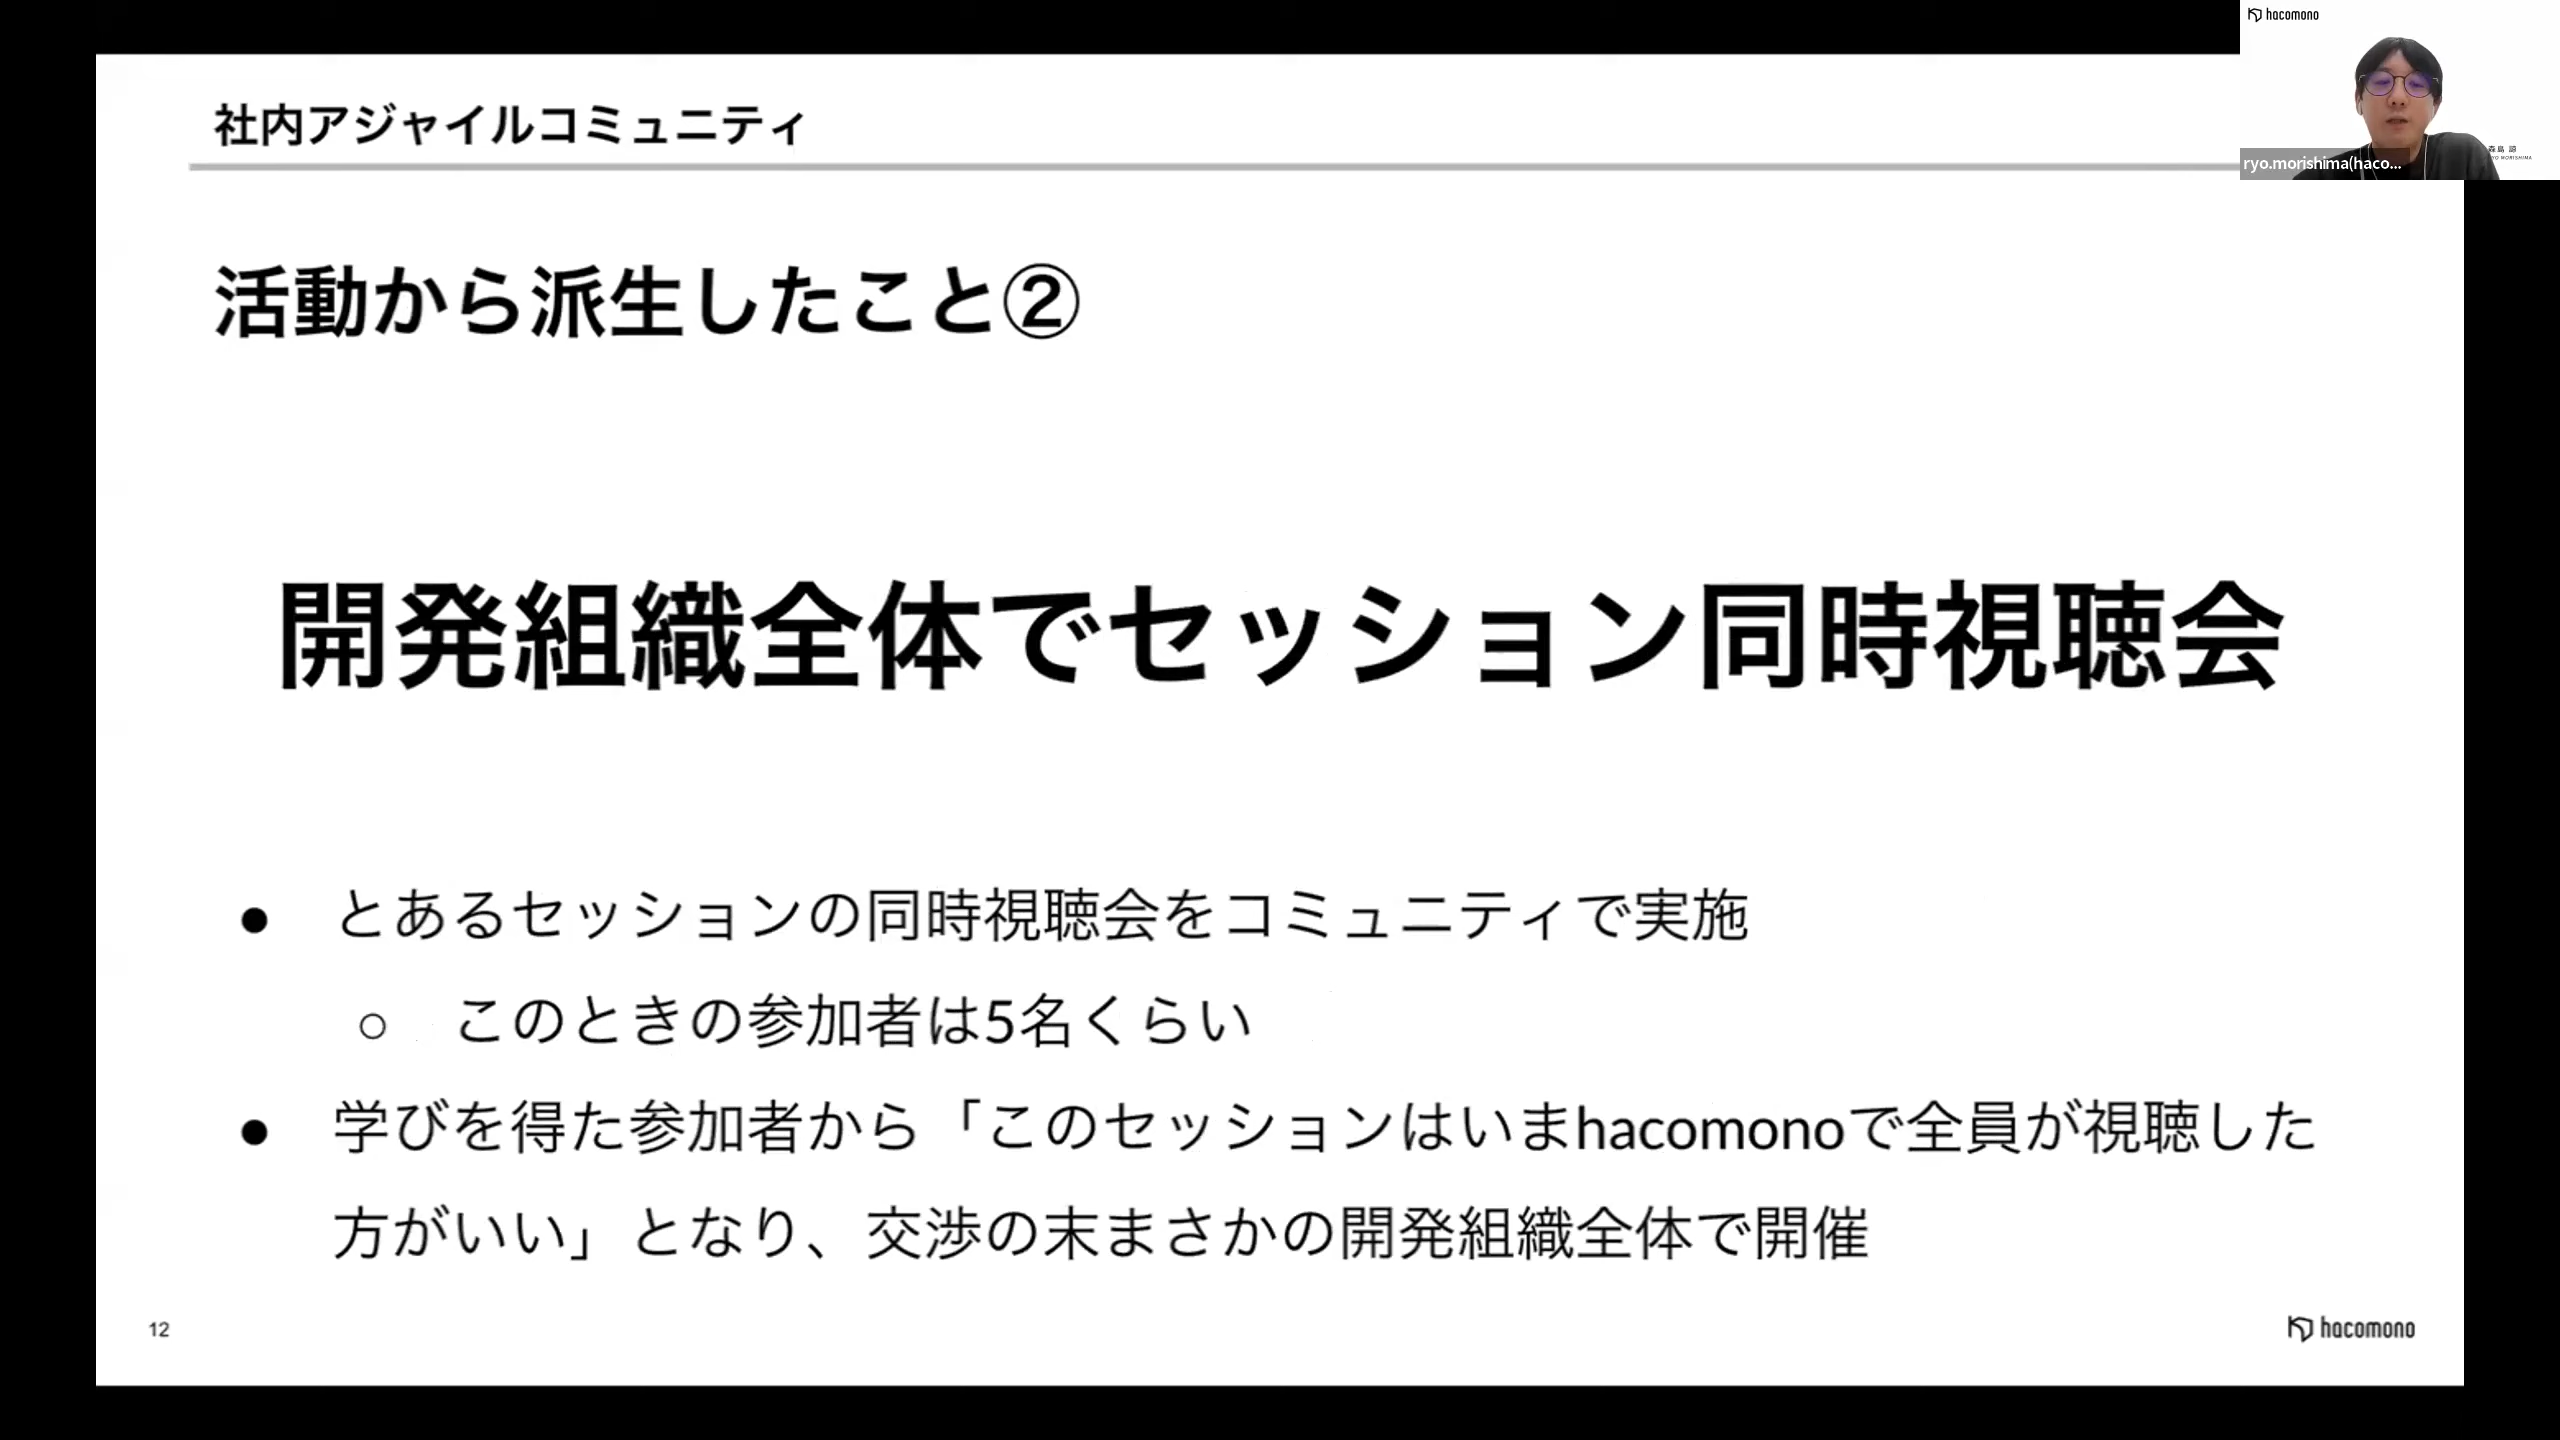 hacomono
社内アジャイルコミュニティ
森島 諒
RYO MORISHIMA
ryo.morishima(haco...
活動から派生したこと②
開発組織全体でセッション同時視聴会
● とあるセッションの同時視聴会をコミュニティで実施
○ このときの参加者は5名くらい
● 学びを得た参加者から「このセッションはいまhacomonoで全員が視聴した
方がいい」となり、交渉の末まさかの開発組織全体で開催
12
hacomono